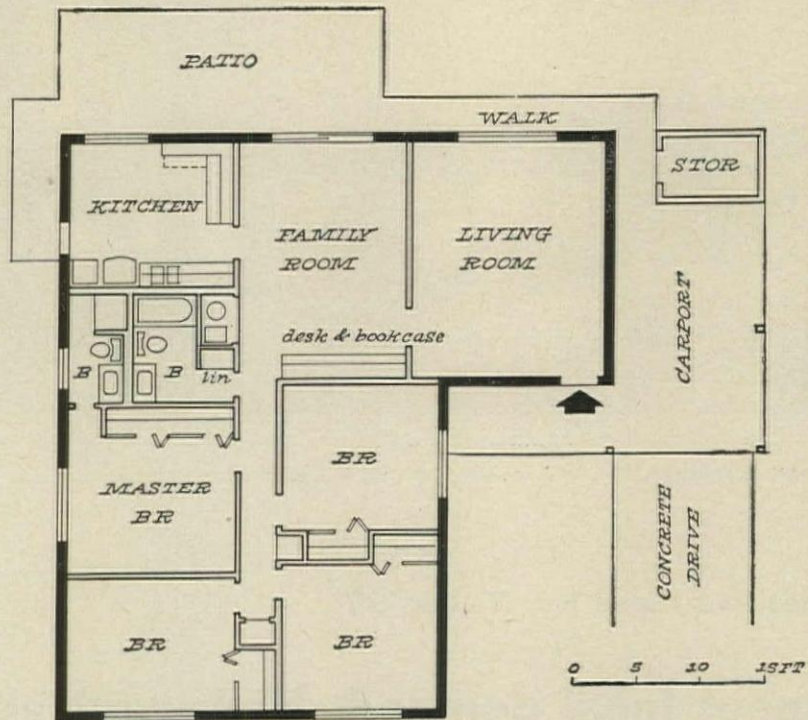 PATIO
WALK
STOR
KITCHEN
FAMILY
ROOM
LIVING
ROOM
CARPORT
desk & bookcase
B
B
lin
BR
MASTER
BR
CONCRETE
DRIVE
BR
BR
0 5 10 15FT